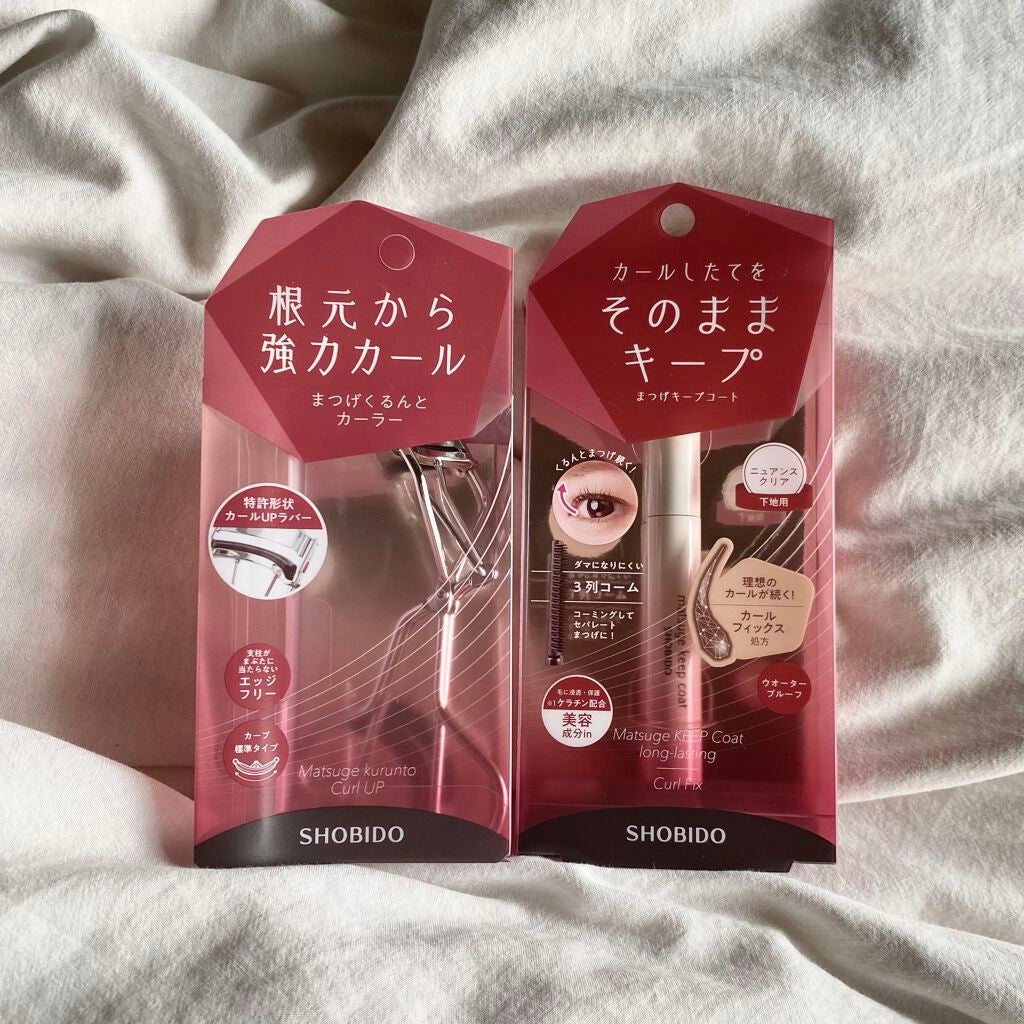 根元から
強力カール
まつげくるんと
カーラー
特許形状
カールUPラバー
支柱が
まぶたに
当たらない
エッジ
フリー
カーブ
標準タイプ
Matsuge kurunto
Curl UP
SHOBIDO
カールしたてを
そのまま
キープ
まつげキープコート
くるんとまつげ続く!
ニュアンス
クリア
下地用
ダマになりにくい
3列コーム
コーミングして
セパレート
まつげに!
理想の
カールが続く!
カール
フィックス
処方
matsuge keep coat
SHOBIDO
ウオーター
プルーフ
毛に浸透・保護
※1ケラチン配合
美容
成分in
Matsuge KEEP Coat
long-lasting
Curl Fix
SHOBIDO